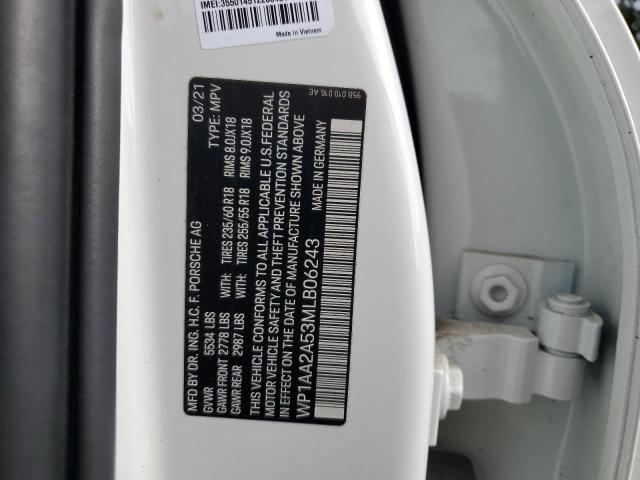 Made in Vietnam
95B.010.015 AE
MFD BY DR. ING. H.C. F. PORSCHE AG 03/21
GVWR 5534 LBS TYPE: MPV
GAWR FRONT 2778 LBS WITH: TIRES 235/60 R18 RIMS 8.0JX18
GAWR REAR 2987 LBS WITH: TIRES 255/55 R18 RIMS 9.0JX18
THIS VEHICLE CONFORMS TO ALL APPLICABLE U.S. FEDERAL
MOTOR VEHICLE SAFETY AND THEFT PREVENTION STANDARDS
IN EFFECT ON THE DATE OF MANUFACTURE SHOWN ABOVE
WP1AA2A53MLB06243 MADE IN GERMANY